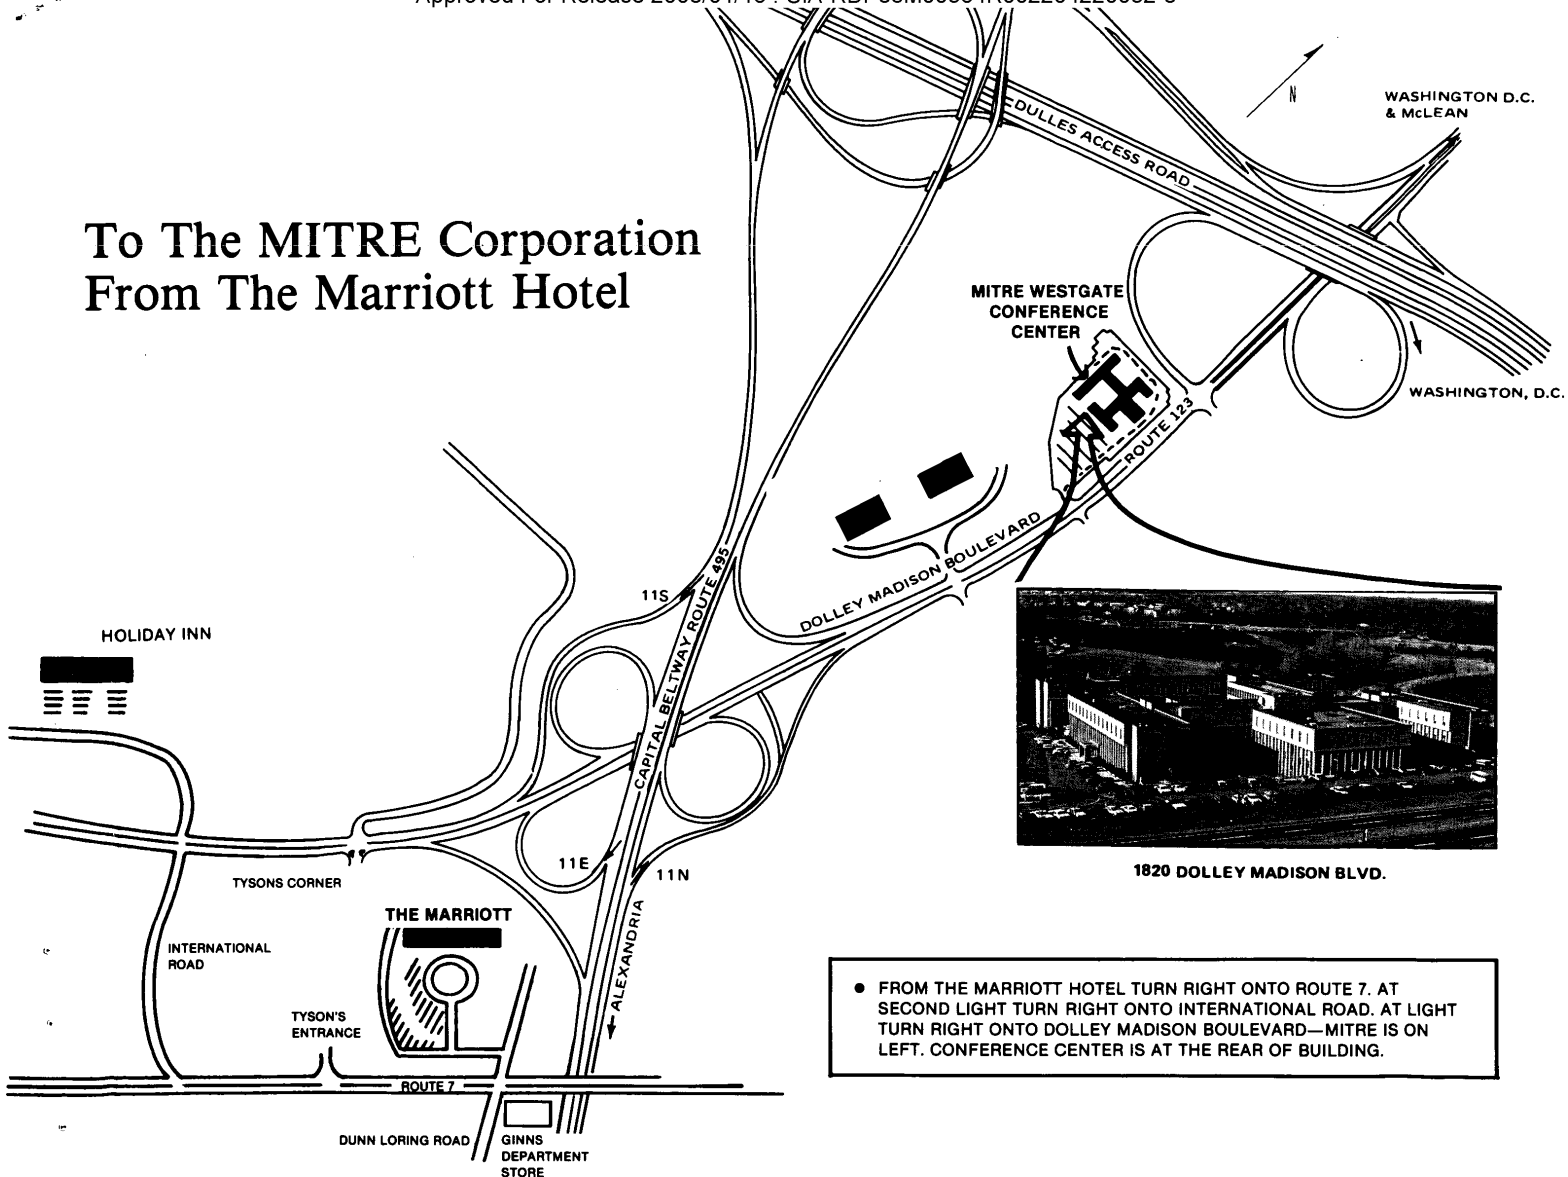 To The MITRE Corporation
From The Marriott Hotel
N
WASHINGTON D.C.
& McLEAN
DULLES ACCESS ROAD
MITRE WESTGATE
CONFERENCE
CENTER
WASHINGTON, D.C.
ROUTE 123
DOLLEY MADISON BOULEVARD
CAPITAL BELTWAY ROUTE 495
11S
HOLIDAY INN
11E
11N
TYSONS CORNER
1820 DOLLEY MADISON BLVD.
THE MARRIOTT
ALEXANDRIA
INTERNATIONAL
ROAD
TYSON'S
ENTRANCE
ROUTE 7
DUNN LORING ROAD
GINNS
DEPARTMENT
STORE
● FROM THE MARRIOTT HOTEL TURN RIGHT ONTO ROUTE 7. AT
SECOND LIGHT TURN RIGHT ONTO INTERNATIONAL ROAD. AT LIGHT
TURN RIGHT ONTO DOLLEY MADISON BOULEVARD—MITRE IS ON
LEFT. CONFERENCE CENTER IS AT THE REAR OF BUILDING.